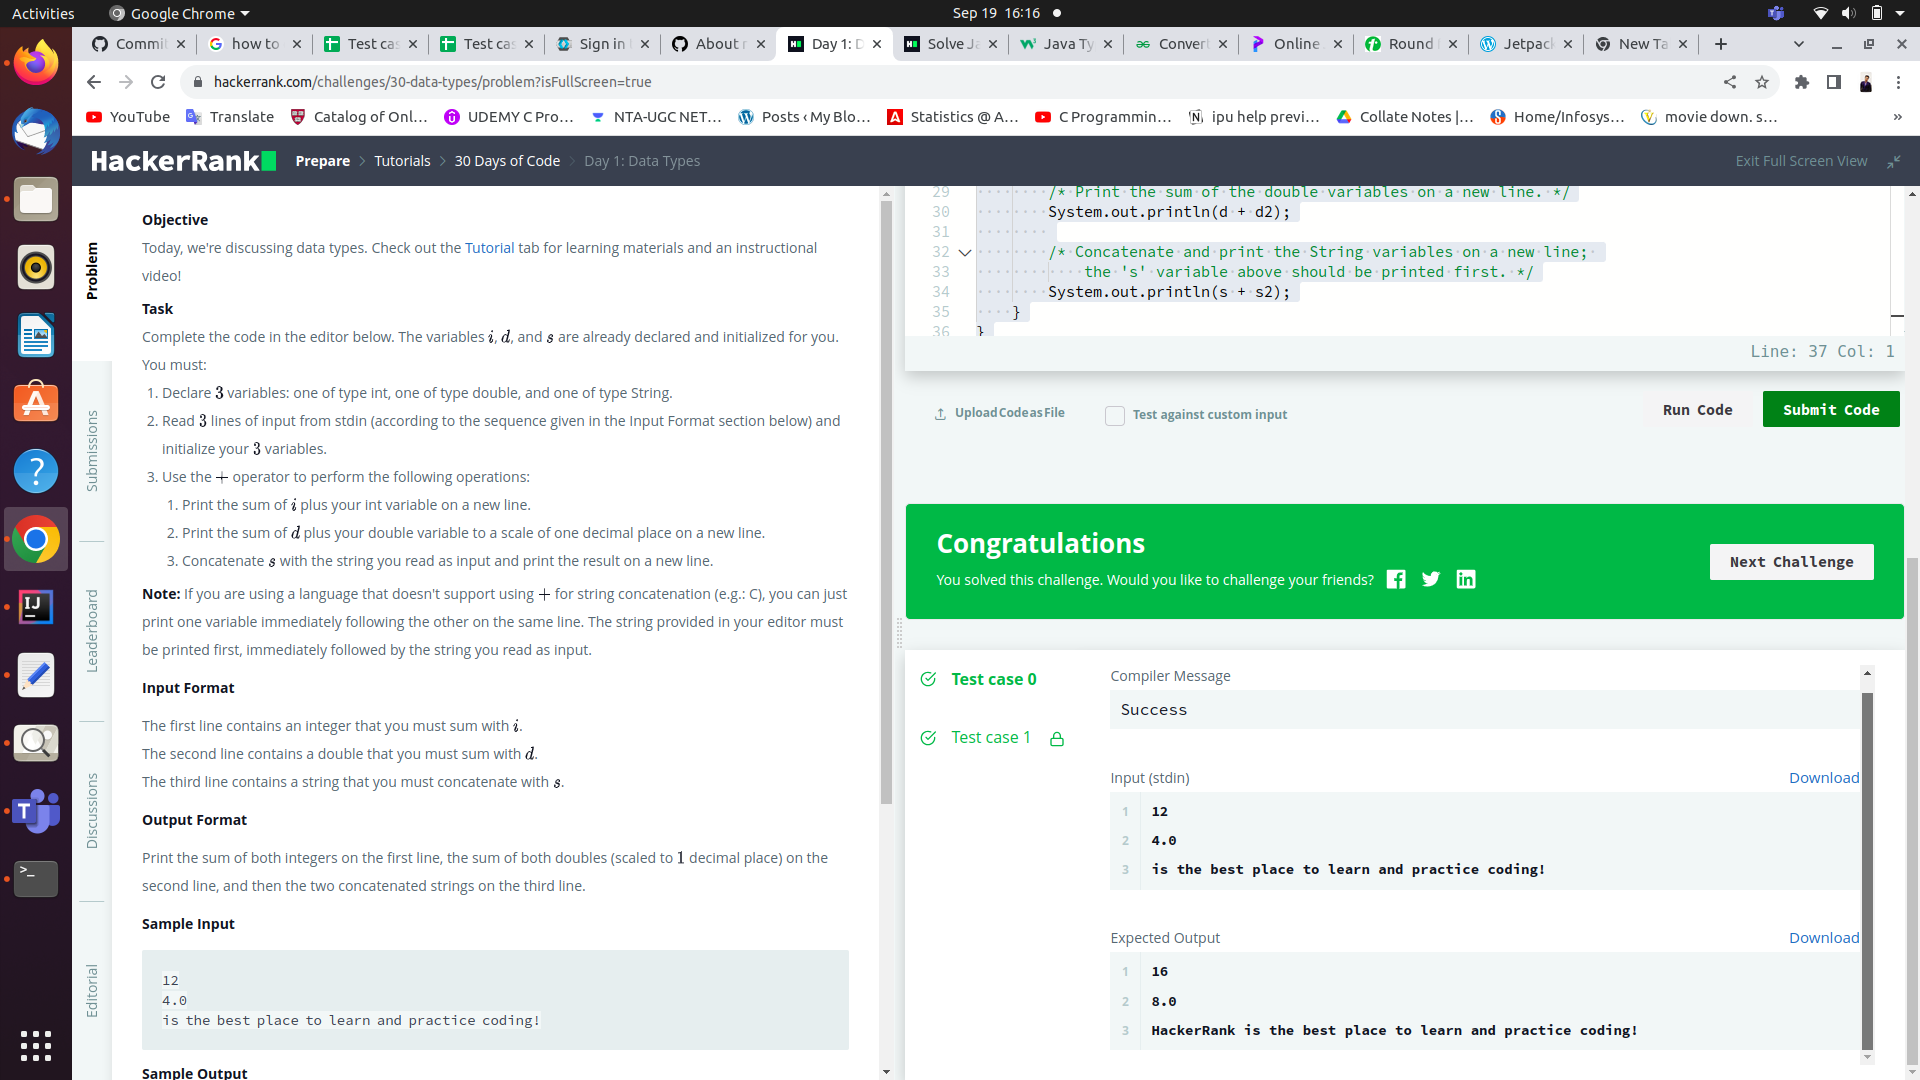 Activities
Google Chrome
Sep 19 16:16
Commi
how to
Test cas
Test cas
Sign in
About
Day 1: D
Solve Ja
Java Ty
Convert
Online
Round
Jetpack
New Ta
hackerrank.com/challenges/30-data-types/problem?isFullScreen=true
YouTube
Translate
Catalog of Onl...
UDEMY C Pro...
NTA-UGC NET...
Posts ‹ My Blo...
Statistics @ A...
C Programmin...
ipu help previ...
Collate Notes |...
Home/Infosys...
movie down. s...
»
HackerRank
Prepare > Tutorials > 30 Days of Code > Day 1: Data Types
Exit Full Screen View
Problem
Submissions
Leaderboard
Discussions
Editorial
Objective
Today, we're discussing data types. Check out the Tutorial tab for learning materials and an instructional
video!
Task
Complete the code in the editor below. The variables i, d, and s are already declared and initialized for you.
You must:
1. Declare 3 variables: one of type int, one of type double, and one of type String.
2. Read 3 lines of input from stdin (according to the sequence given in the Input Format section below) and
initialize your 3 variables.
3. Use the + operator to perform the following operations:
1. Print the sum of i plus your int variable on a new line.
2. Print the sum of d plus your double variable to a scale of one decimal place on a new line.
3. Concatenate s with the string you read as input and print the result on a new line.
Note: If you are using a language that doesn't support using + for string concatenation (e.g.: C), you can just
print one variable immediately following the other on the same line. The string provided in your editor must
be printed first, immediately followed by the string you read as input.
Input Format
The first line contains an integer that you must sum with i.
The second line contains a double that you must sum with d.
The third line contains a string that you must concatenate with s.
Output Format
Print the sum of both integers on the first line, the sum of both doubles (scaled to 1 decimal place) on the
second line, and then the two concatenated strings on the third line.
Sample Input
12
4.0
is the best place to learn and practice coding!
Sample Output
29 /* Print the sum of the double variables on a new line. */
30 System.out.println(d + d2);
31
32 /* Concatenate and print the String variables on a new line;
33 the 's' variable above should be printed first. */
34 System.out.println(s + s2);
35 }
36 }
Line: 37 Col: 1
Upload Code as File
Test against custom input
Run Code
Submit Code
Congratulations
You solved this challenge. Would you like to challenge your friends?
Next Challenge
Test case 0
Test case 1
Compiler Message
Success
Input (stdin)
Download
1 12
2 4.0
3 is the best place to learn and practice coding!
Expected Output
Download
1 16
2 8.0
3 HackerRank is the best place to learn and practice coding!